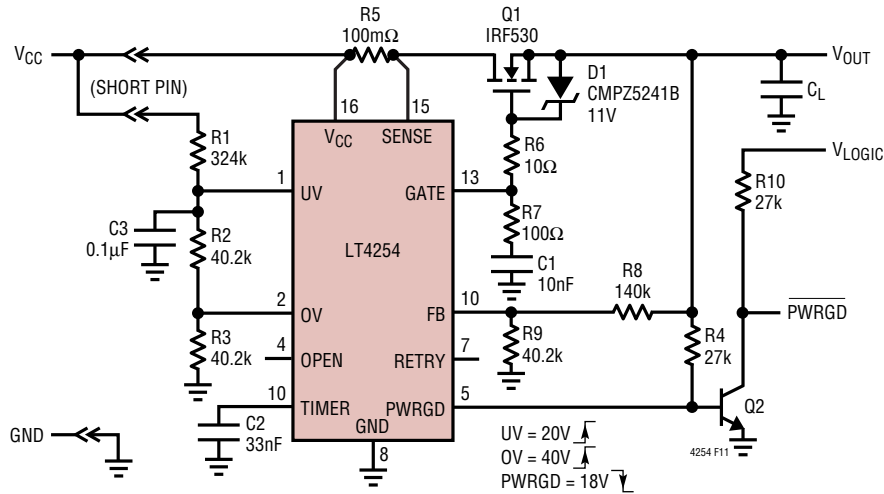 R5
100mΩ
Q1
IRF530
VCC
VOUT
D1
CMPZ5241B
11V
CL
(SHORT PIN)
16
15
VCC
SENSE
R1
324k
R6
10Ω
VLOGIC
1
UV
GATE
13
R7
100Ω
R10
27k
C3
0.1µF
R2
40.2k
LT4254
C1
10nF
R8
140k
2
OV
FB
10
PWRGD
R3
40.2k
4
OPEN
RETRY
7
R9
40.2k
R4
27k
10
TIMER
PWRGD
5
Q2
GND
C2
33nF
GND
8
UV = 20V
OV = 40V
PWRGD = 18V
4254 F11